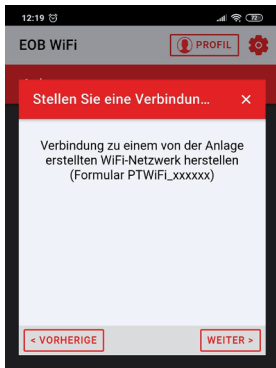 12:19
72
EOB WiFi
PROFIL
Stellen Sie eine Verbindun...
×
Verbindung zu einem von der Anlage
erstellten WiFi-Netzwerk herstellen
(Formular PTWiFi_xxxxxx)
< VORHERIGE
WEITER >